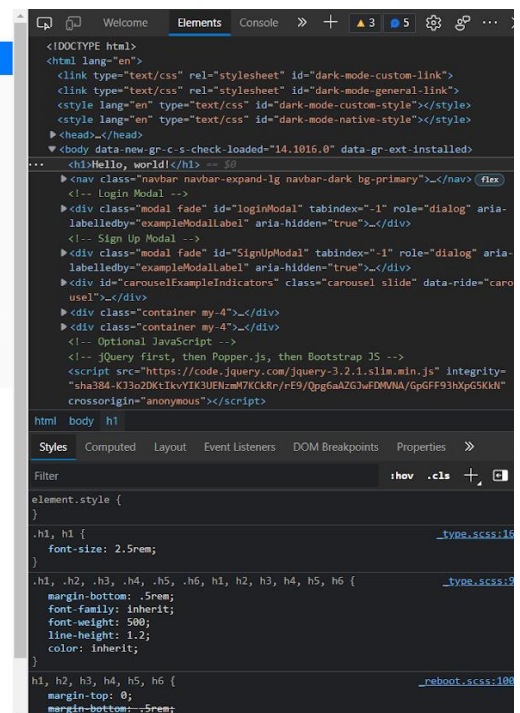 Welcome Elements Console » + 3 5 ···
<!DOCTYPE html>
<html lang="en">
<link type="text/css" rel="stylesheet" id="dark-mode-custom-link">
<link type="text/css" rel="stylesheet" id="dark-mode-general-link">
<style lang="en" type="text/css" id="dark-mode-custom-style"></style>
<style lang="en" type="text/css" id="dark-mode-native-style"></style>
<head>…</head>
<body data-new-gr-c-s-check-loaded="14.1016.0" data-gr-ext-installed>
··· <h1>Hello, world!</h1> == $0
<nav class="navbar navbar-expand-lg navbar-dark bg-primary">…</nav> flex
<!-- Login Modal -->
<div class="modal fade" id="loginModal" tabindex="-1" role="dialog" aria-
labelledby="exampleModalLabel" aria-hidden="true">…</div>
<!-- Sign Up Modal -->
<div class="modal fade" id="SignUpModal" tabindex="-1" role="dialog" aria-
labelledby="exampleModalLabel" aria-hidden="true">…</div>
<div id="carouselExampleIndicators" class="carousel slide" data-ride="caro
usel">…</div>
<div class="container my-4">…</div>
<div class="container my-4">…</div>
<!-- Optional JavaScript -->
<!-- jQuery first, then Popper.js, then Bootstrap JS -->
<script src="https://code.jquery.com/jquery-3.2.1.slim.min.js" integrity=
"sha384-KJ3o2DKtIkvYIK3UENzmM7KCkRr/rE9/Qpg6aAZGJwFDMVNA/GpGFF93hXpG5KkN"
crossorigin="anonymous"></script>
html body h1
Styles Computed Layout Event Listeners DOM Breakpoints Properties »
Filter :hov .cls +
element.style {
}
.h1, h1 { _type.scss:16
font-size: 2.5rem;
}
.h1, .h2, .h3, .h4, .h5, .h6, h1, h2, h3, h4, h5, h6 { _type.scss:9
margin-bottom: .5rem;
font-family: inherit;
font-weight: 500;
line-height: 1.2;
color: inherit;
}
h1, h2, h3, h4, h5, h6 { _reboot.scss:100
margin-top: 0;
margin-bottom: .5rem;